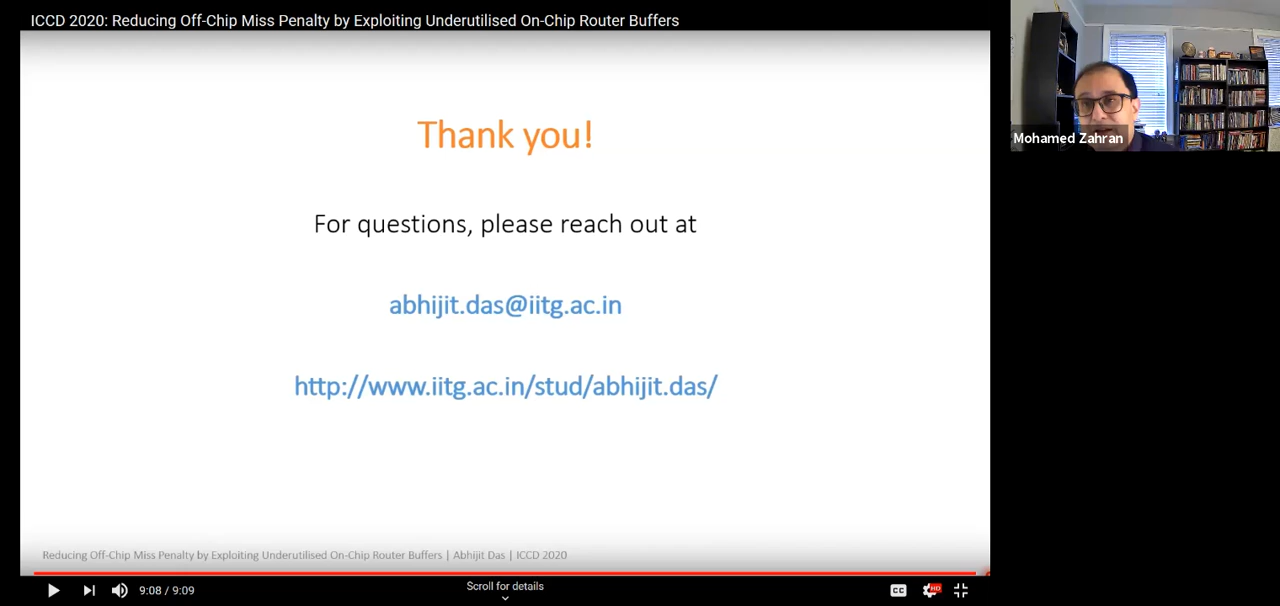 ICCD 2020: Reducing Off-Chip Miss Penalty by Exploiting Underutilised On-Chip Router Buffers
Thank you!
For questions, please reach out at
abhijit.das@iitg.ac.in
http://www.iitg.ac.in/stud/abhijit.das/
Reducing Off-Chip Miss Penalty by Exploiting Underutilised On-Chip Router Buffers | Abhijit Das | ICCD 2020
9:08 / 9:09
Scroll for details
CC
HD
Mohamed Zahran